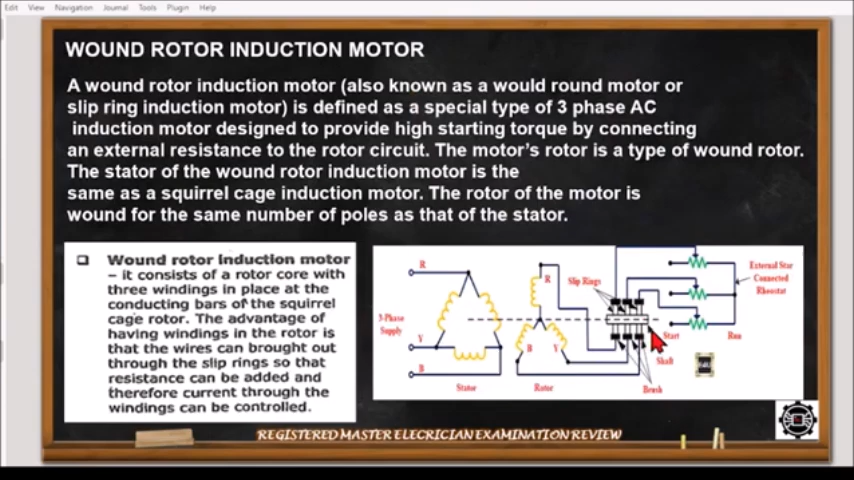 Edit View Navigation Journal Tools Plugin Help
WOUND ROTOR INDUCTION MOTOR
A wound rotor induction motor (also known as a would round motor or
slip ring induction motor) is defined as a special type of 3 phase AC
induction motor designed to provide high starting torque by connecting
an external resistance to the rotor circuit. The motor's rotor is a type of wound rotor.
The stator of the wound rotor induction motor is the
same as a squirrel cage induction motor. The rotor of the motor is
wound for the same number of poles as that of the stator.
Wound rotor induction motor
– it consists of a rotor core with
three windings in place at the
conducting bars of the squirrel
cage rotor. The advantage of
having windings in the rotor is
that the wires can brought out
through the slip rings so that
resistance can be added and
therefore current through the
windings can be controlled.
R
3-Phase
Supply
Y
B
Stator
R
B
Y
Rotor
Slip Rings
Brush
Start
Shaft
Run
External Star
Connected
Rheostat
REGISTERED MASTER ELECRICIAN EXAMINATION REVIEW